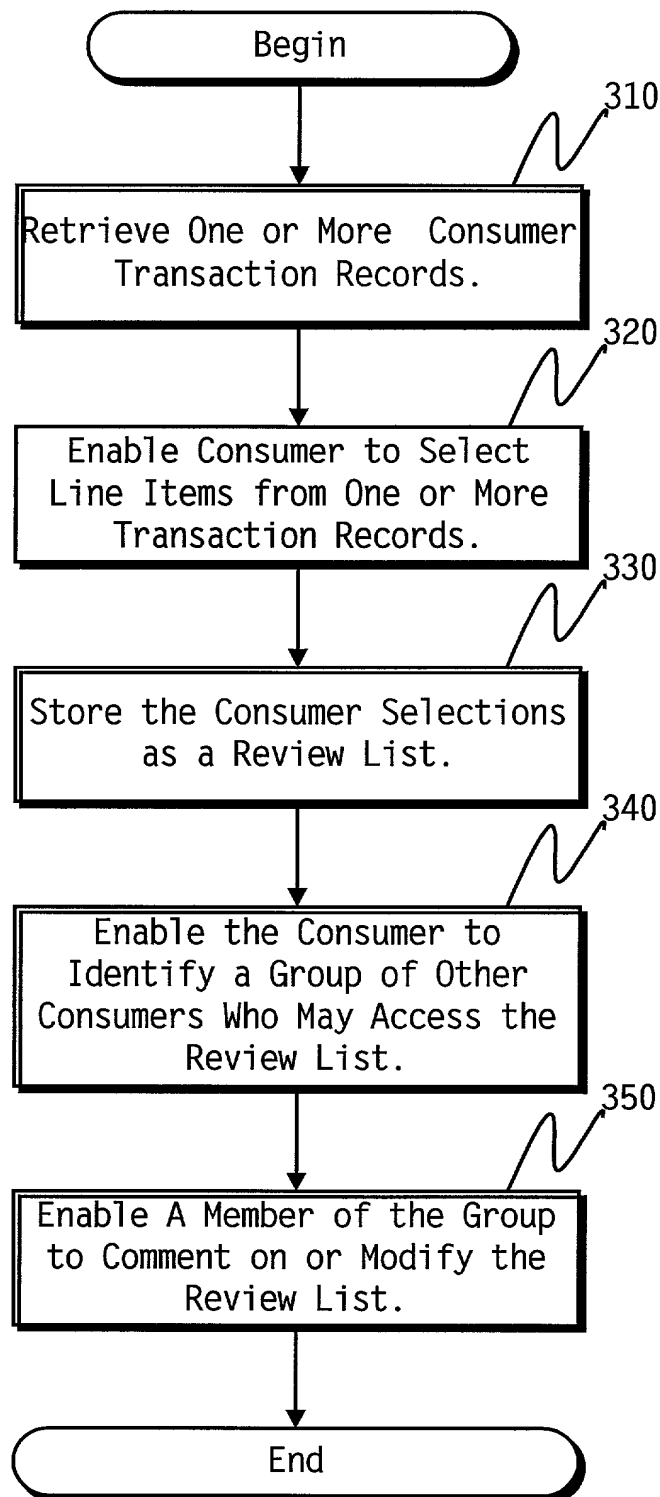 Begin
310
Retrieve One or More Consumer
Transaction Records.
320
Enable Consumer to Select
Line Items from One or More
Transaction Records.
330
Store the Consumer Selections
as a Review List.
340
Enable the Consumer to
Identify a Group of Other
Consumers Who May Access the
Review List.
350
Enable A Member of the Group
to Comment on or Modify the
Review List.
End